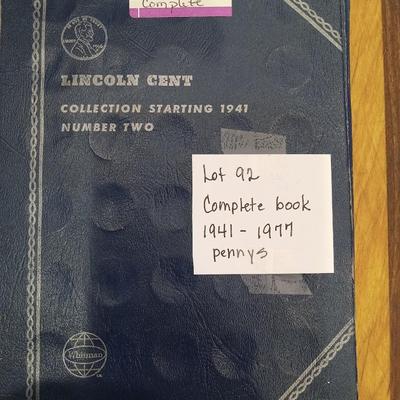 Complete
LINCOLN CENT
COLLECTION STARTING 1941
NUMBER TWO
Lot 92
Complete book
1941 - 1977
pennys
Whitman